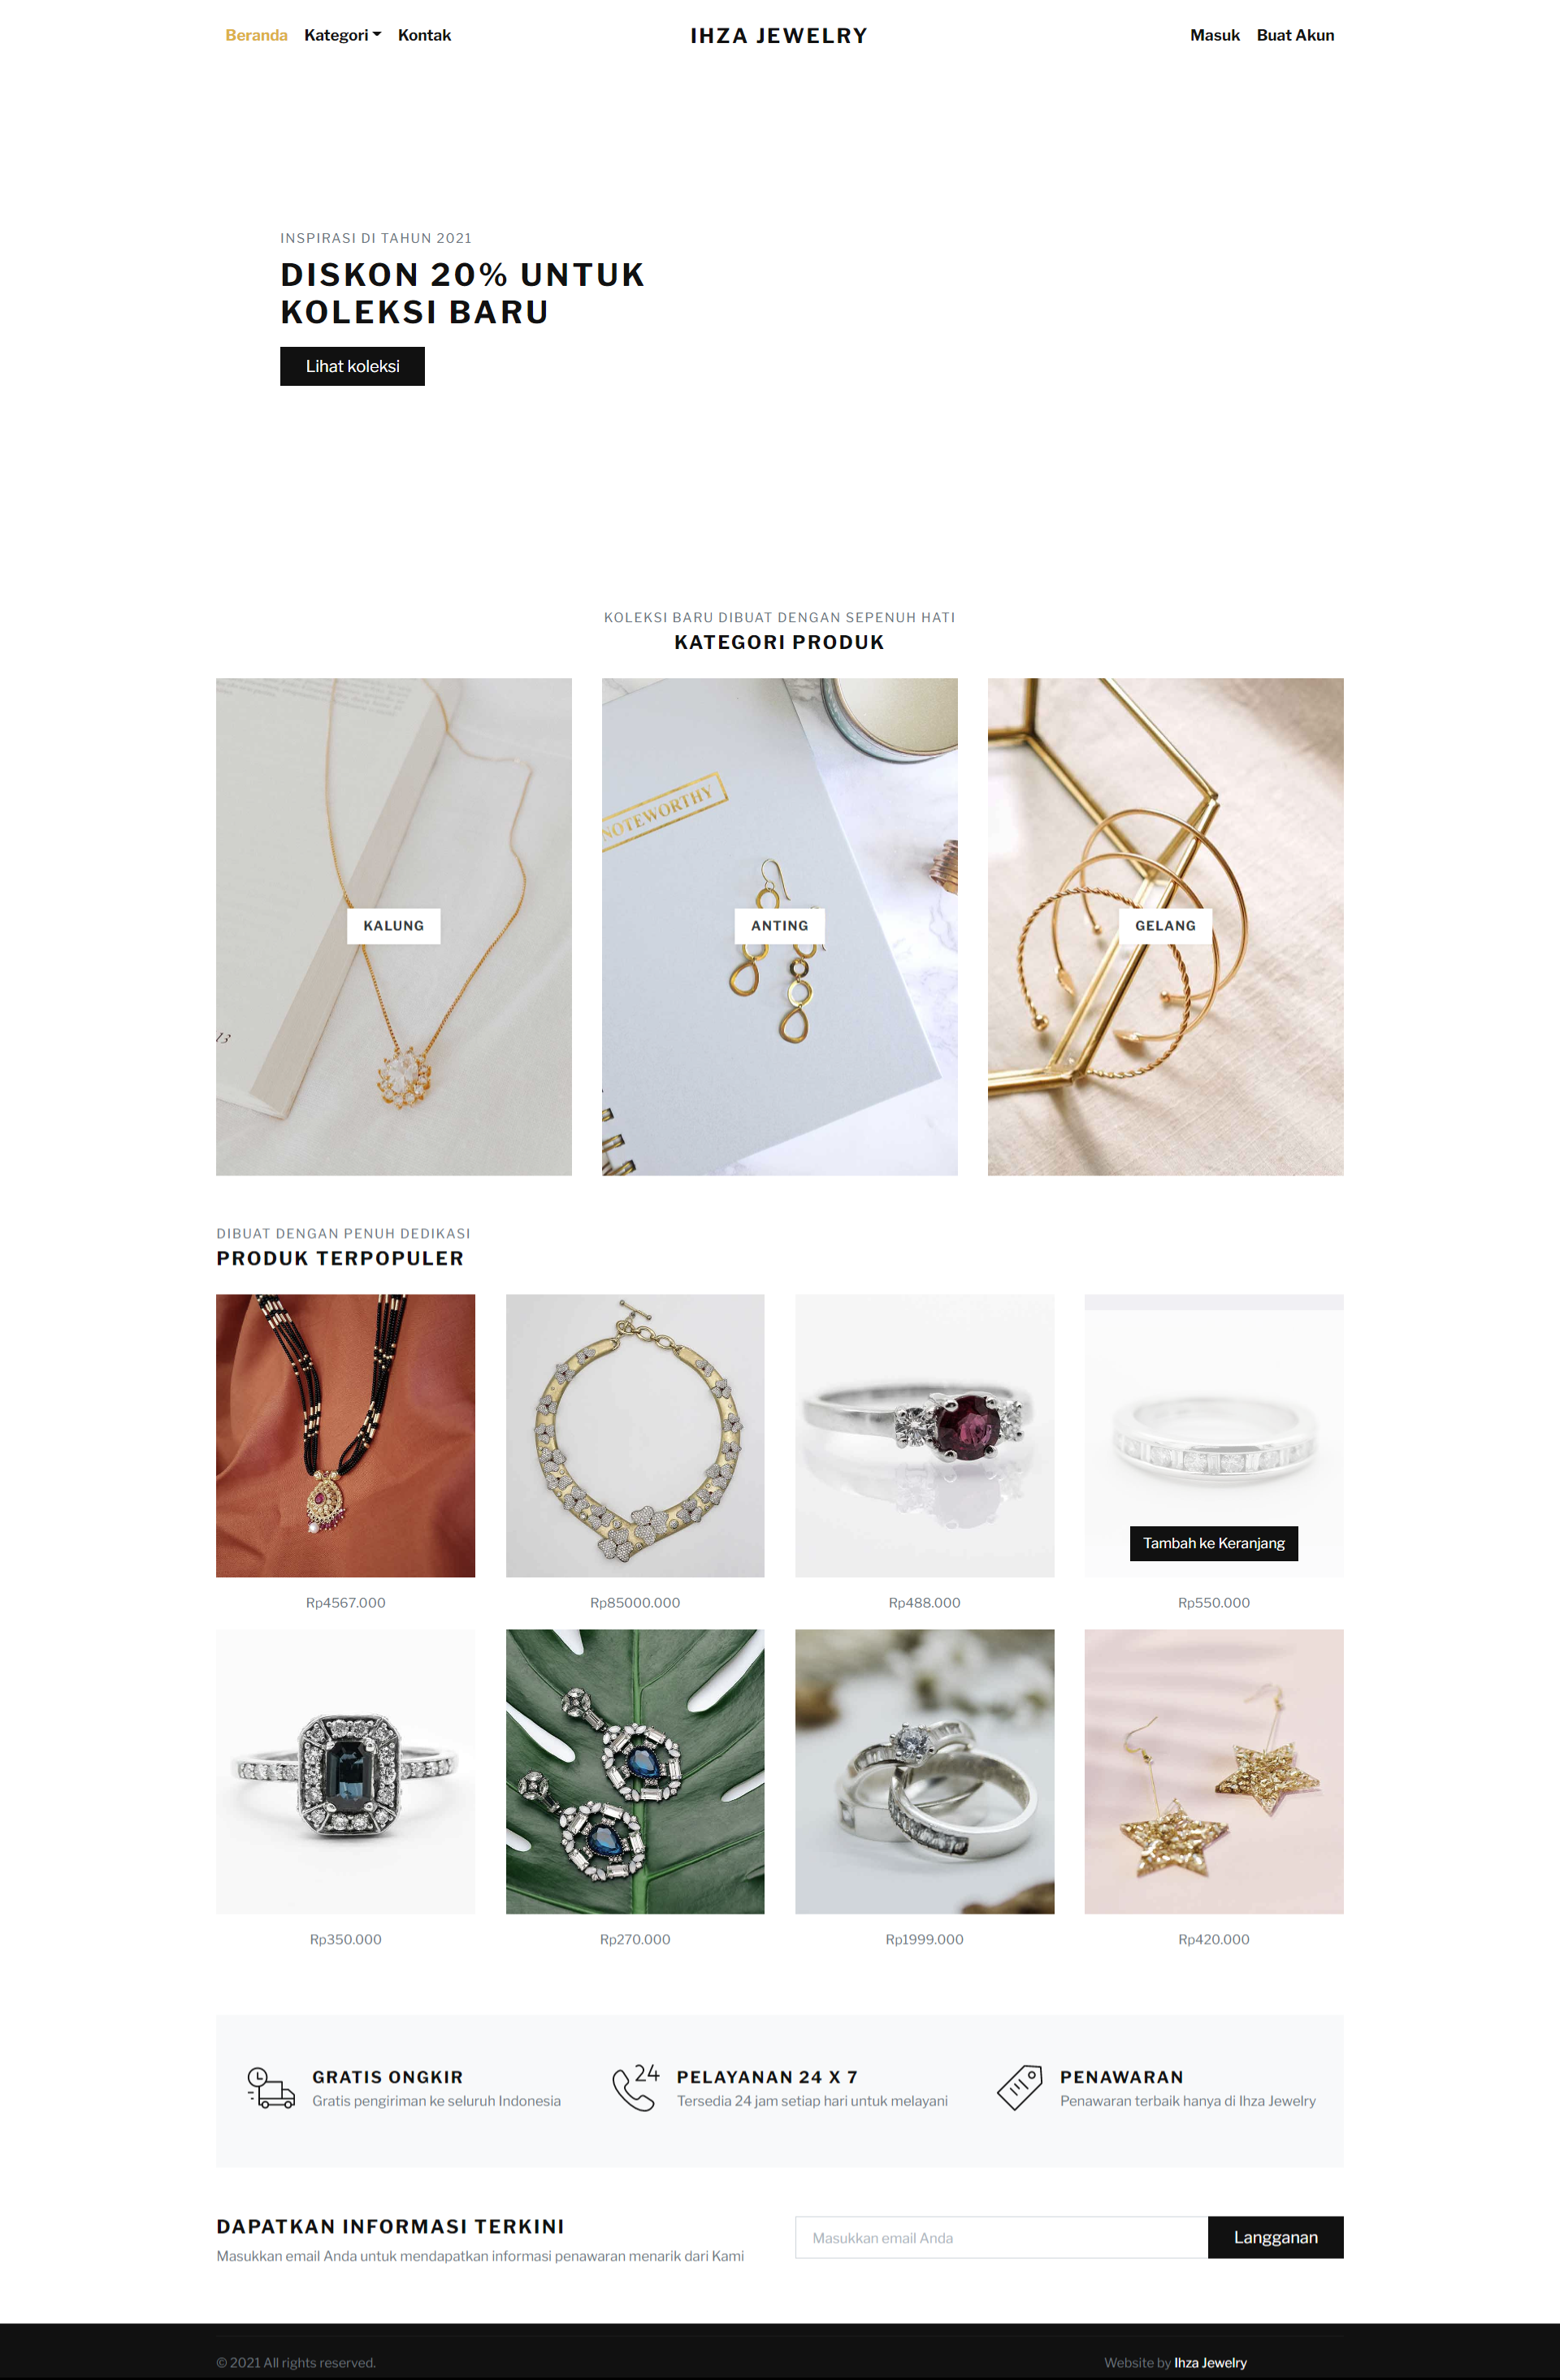 Beranda Kategori Kontak IHZA JEWELRY Masuk Buat Akun
INSPIRASI DI TAHUN 2021
DISKON 20% UNTUK
KOLEKSI BARU
Lihat koleksi
KOLEKSI BARU DIBUAT DENGAN SEPENUH HATI
KATEGORI PRODUK
NOTEWORTHY
KALUNG ANTING GELANG
13
DIBUAT DENGAN PENUH DEDIKASI
PRODUK TERPOPULER
Tambah ke Keranjang
Rp4567.000 Rp85000.000 Rp488.000 Rp550.000
Rp350.000 Rp270.000 Rp1999.000 Rp420.000
24
GRATIS ONGKIR PELAYANAN 24 X 7 PENAWARAN
Gratis pengiriman ke seluruh Indonesia Tersedia 24 jam setiap hari untuk melayani Penawaran terbaik hanya di Ihza Jewelry
DAPATKAN INFORMASI TERKINI
Masukkan email Anda untuk mendapatkan informasi penawaran menarik dari Kami
Masukkan email Anda Langganan
© 2021 All rights reserved. Website by Ihza Jewelry